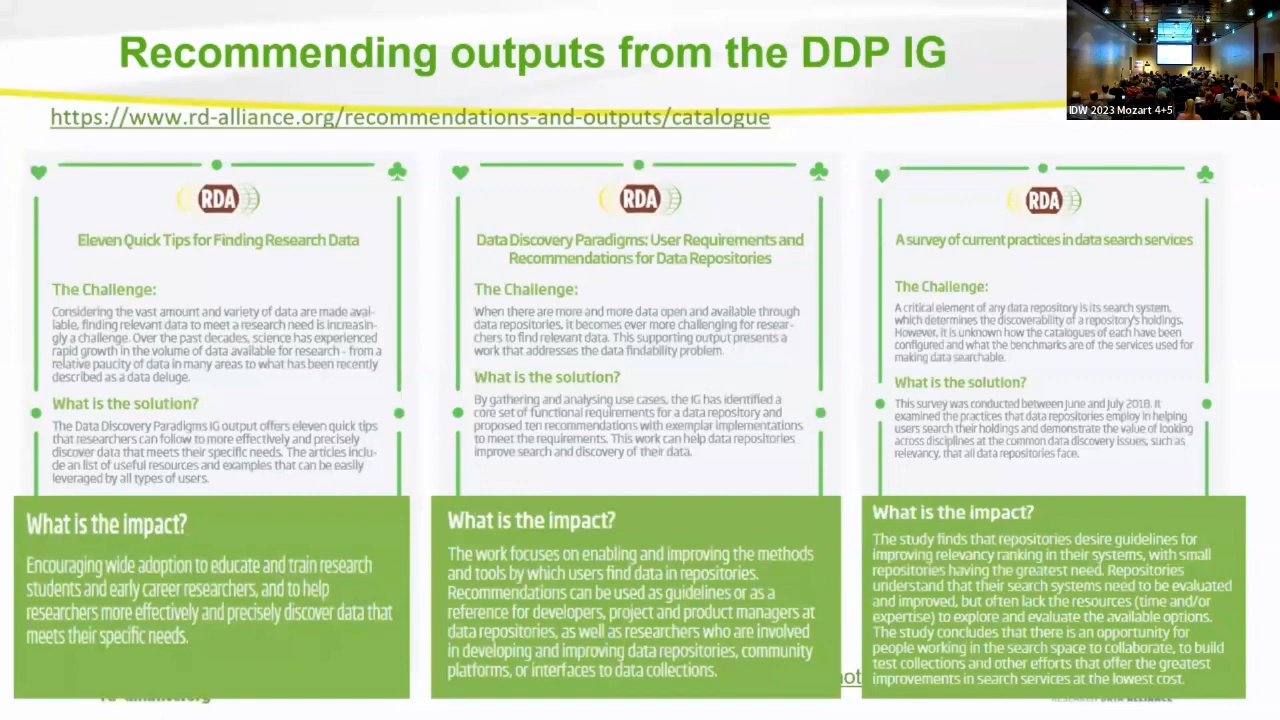 Recommending outputs from the DDP IG
IDW 2023 Mozart 4+5
https://www.rd-alliance.org/recommendations-and-outputs/catalogue
RDA
Eleven Quick Tips for Finding Research Data
The Challenge:
Considering the vast amount and variety of data are made avai-
lable, finding relevant data to meet a research need is increasin-
gly a challenge. Over the past decades, science has experienced
rapid growth in the volume of data available for research - from a
relative paucity of data in many areas to what has been recently
described as a data deluge.
What is the solution?
The Data Discovery Paradigms IG output offers eleven quick tips
that researchers can follow to more effectively and precisely
discover data that meets their specific needs. The articles inclu-
de an list of useful resources and examples that can be easily
leveraged by all types of users.
What is the impact?
Encouraging wide adoption to educate and train research
students and early career researchers, and to help
researchers more effectively and precisely discover data that
meets their specific needs.
RDA
Data Discovery Paradigms: User Requirements and
Recommendations for Data Repositories
The Challenge:
When there are more and more data open and available through
data repositories, it becomes ever more challenging for resear-
chers to find relevant data. This supporting output presents a
work that addresses the data findability problem.
What is the solution?
By gathering and analysing use cases, the IG has identified a
core set of functional requirements for a data repository and
proposed ten recommendations with exemplar implementations
to meet the requirements. This work can help data repositories
improve search and discovery of their data.
What is the impact?
The work focuses on enabling and improving the methods
and tools by which users find data in repositories.
Recommendations can be used as guidelines or as a
reference for developers, project and product managers at
data repositories, as well as researchers who are involved
in developing and improving data repositories, community
platforms, or interfaces to data collections.
RDA
A survey of current practices in data search services
The Challenge:
A critical element of any data repository is its search system,
which determines the discoverability of a repository's holdings.
However, it is unknown how the catalogues of each have been
configured and what the benchmarks are of the services used for
making data searchable.
What is the solution?
This survey was conducted between June and July 2018. It
examined the practices that data repositories employ in helping
users search their holdings and demonstrate the value of looking
across disciplines at the common data discovery issues, such as
relevancy, that all data repositories face.
What is the impact?
The study finds that repositories desire guidelines for
improving relevancy ranking in their systems, with small
repositories having the greatest need. Repositories
understand that their search systems need to be evaluated
and improved, but often lack the resources (time and/or
expertise) to explore and evaluate the available options.
The study concludes that there is an opportunity for
people working in the search space to collaborate, to build
test collections and other efforts that offer the greatest
improvements in search services at the lowest cost.